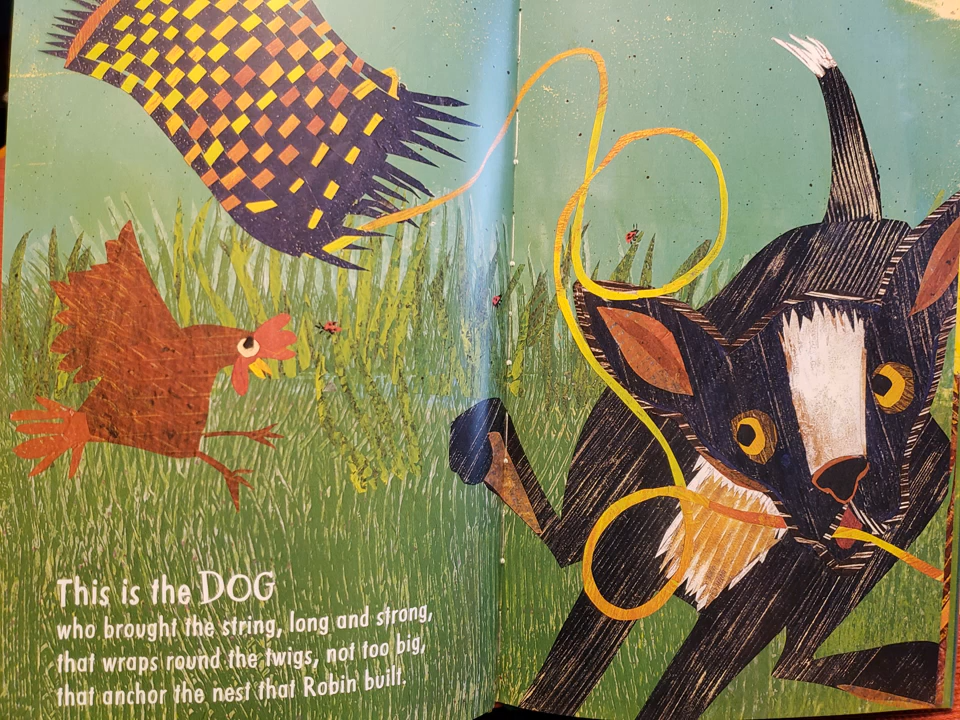 This is the DOG
who brought the string, long and strong,
that wraps round the twigs, not too big,
that anchor the nest that Robin built.